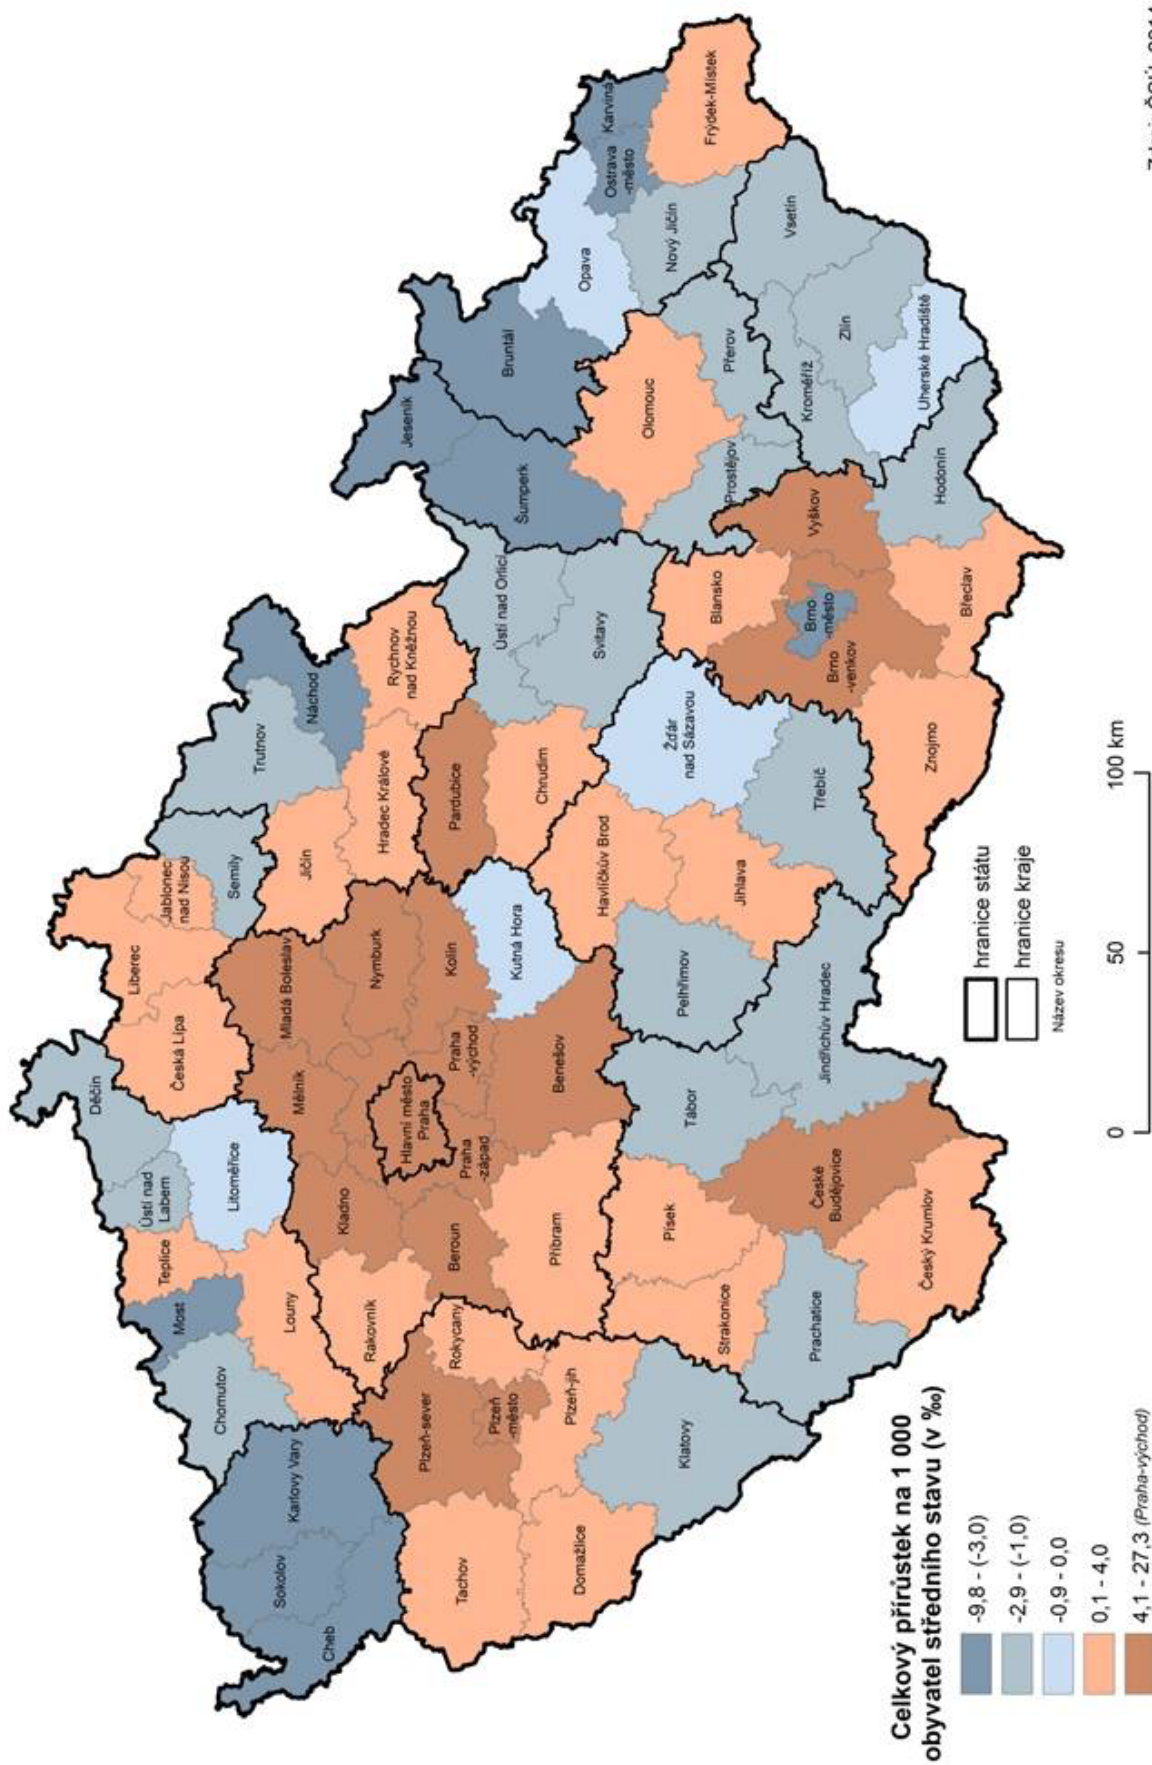 Děčín
Liberec
Ústí nad
Labem
Česká Lípa
Jablonec
nad Nisou
Teplice
Most
Litoměřice
Semily
Chomutov
Trutnov
Sokolov
Karlovy Vary
Louny
Mělník
Mladá Boleslav
Jičín
Náchod
Cheb
Kladno
Rakovník
Nymburk
Hradec Králové
Rychnov
nad Kněžnou
Hlavní město
Praha
Jeseník
Plzeň-sever
Rokycany
Beroun
Praha
-západ
Praha
-východ
Kolín
Pardubice
Tachov
Plzeň
-město
Kutná Hora
Ústí nad Orlicí
Šumperk
Bruntál
Chrudim
Příbram
Benešov
Domažlice
Plzeň-jih
Svitavy
Opava
Havlíčkův Brod
Ostrava
-město
Karviná
Olomouc
Písek
Žďár
nad Sázavou
Nový Jičín
Klatovy
Pelhřimov
Tábor
Frýdek-Místek
Strakonice
Jihlava
Blansko
Prostějov
Přerov
Vsetín
Prachatice
České
Budějovice
Jindřichův Hradec
Třebíč
Brno
-město
Brno
-venkov
Vyškov
Kroměříž
Zlín
Český Krumlov
Znojmo
Břeclav
Hodonín
Uherské Hradiště
Celkový přírůstek na 1 000
obyvatel středního stavu (v ‰)
-9,8 - (-3,0)
-2,9 - (-1,0)
-0,9 - 0,0
0,1 - 4,0
4,1 - 27,3 (Praha-východ)
hranice státu
hranice kraje
Název okresu
0 50 100 km